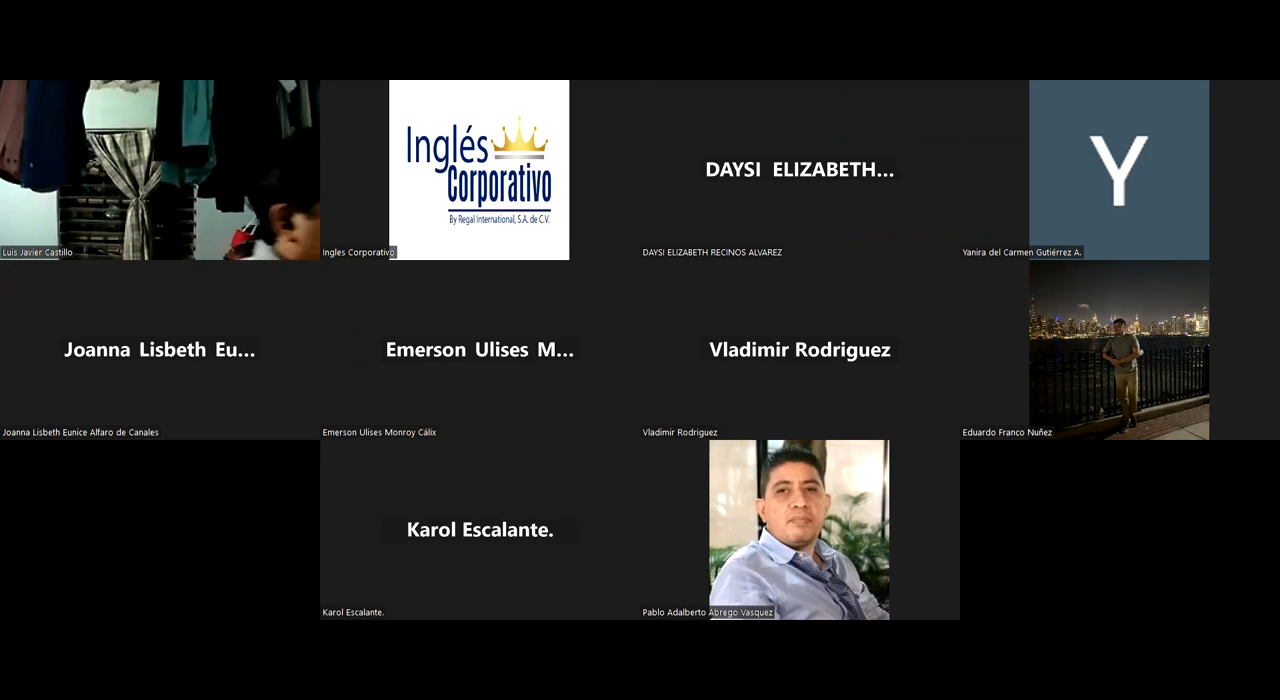 Inglés
Corporativo
By Regal International, S.A. de C.V.
DAYSI ELIZABETH...
Y
Luis Javier Castillo
Ingles Corporativo
DAYSI ELIZABETH RECINOS ALVAREZ
Yanira del Carmen Gutiérrez A.
Joanna Lisbeth Eu...
Emerson Ulises M...
Vladimir Rodriguez
Joanna Lisbeth Eunice Alfaro de Canales
Emerson Ulises Monroy Cálix
Vladimir Rodriguez
Eduardo Franco Nuñez
Karol Escalante.
Karol Escalante.
Pablo Adalberto Abrego Vasquez